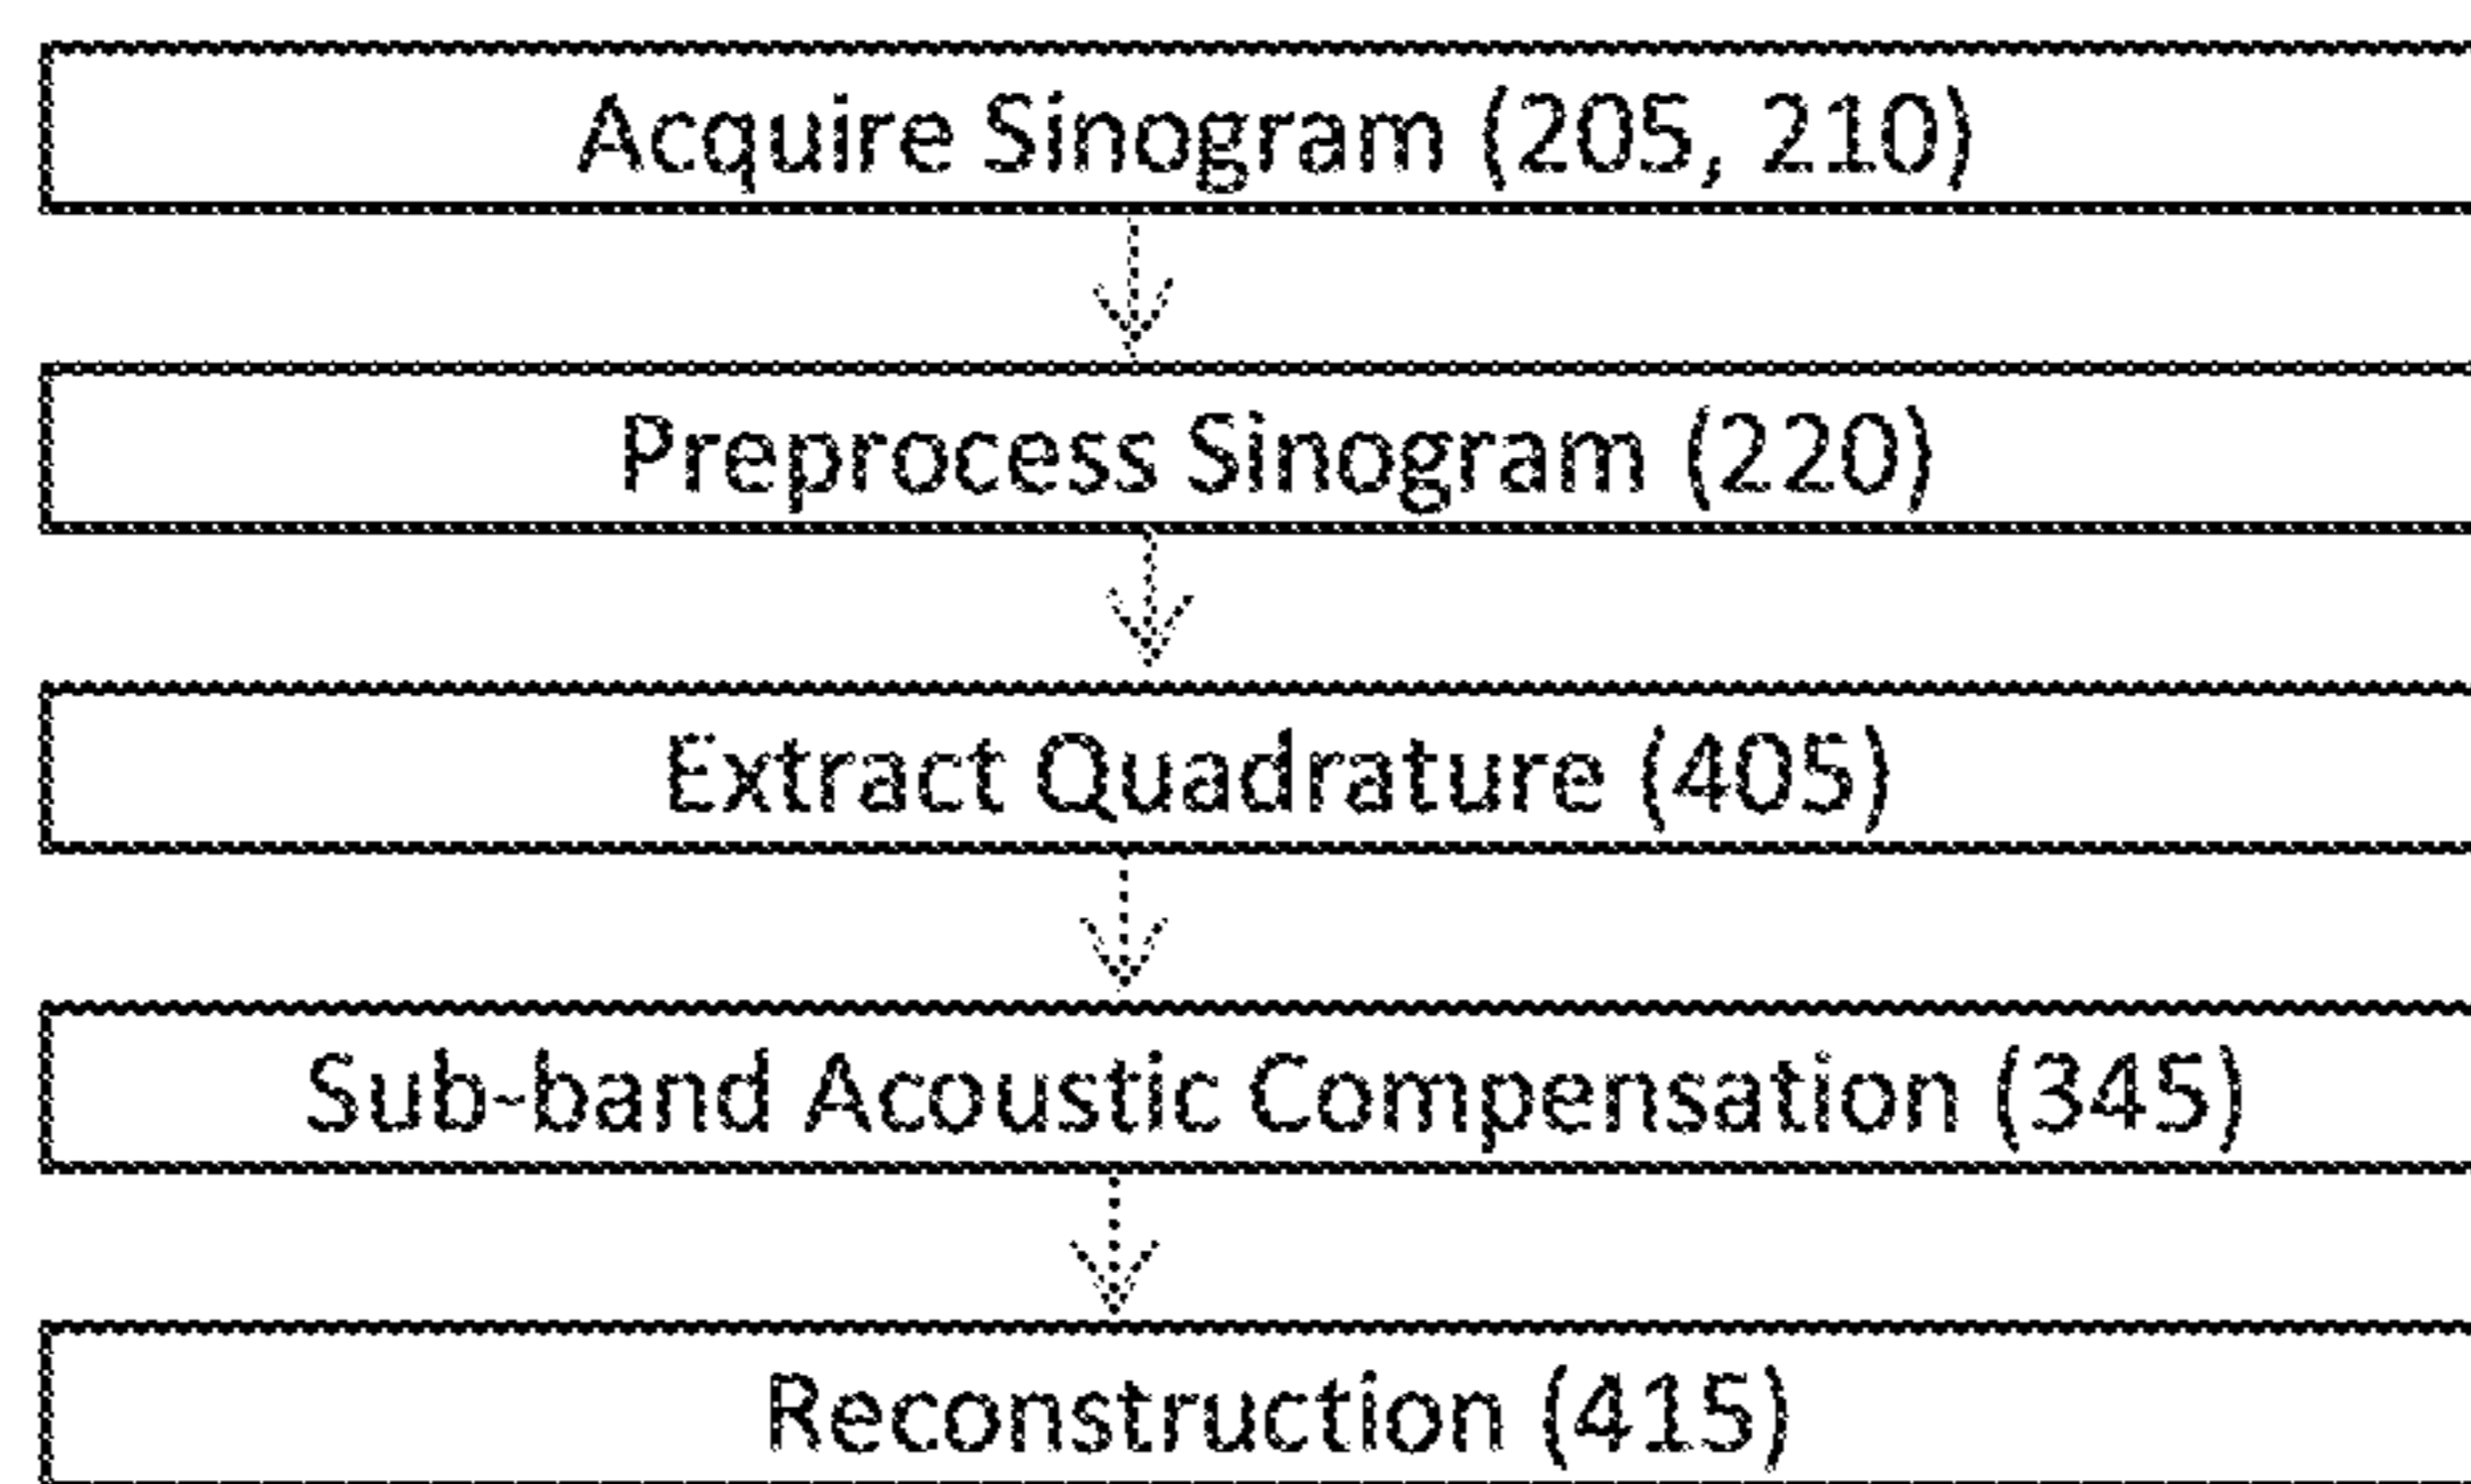 Acquire Sinogram (205, 210)
Preprocess Sinogram (220)
Extract Quadrature (405)
Sub-band Acoustic Compensation (345)
Reconstruction (415)